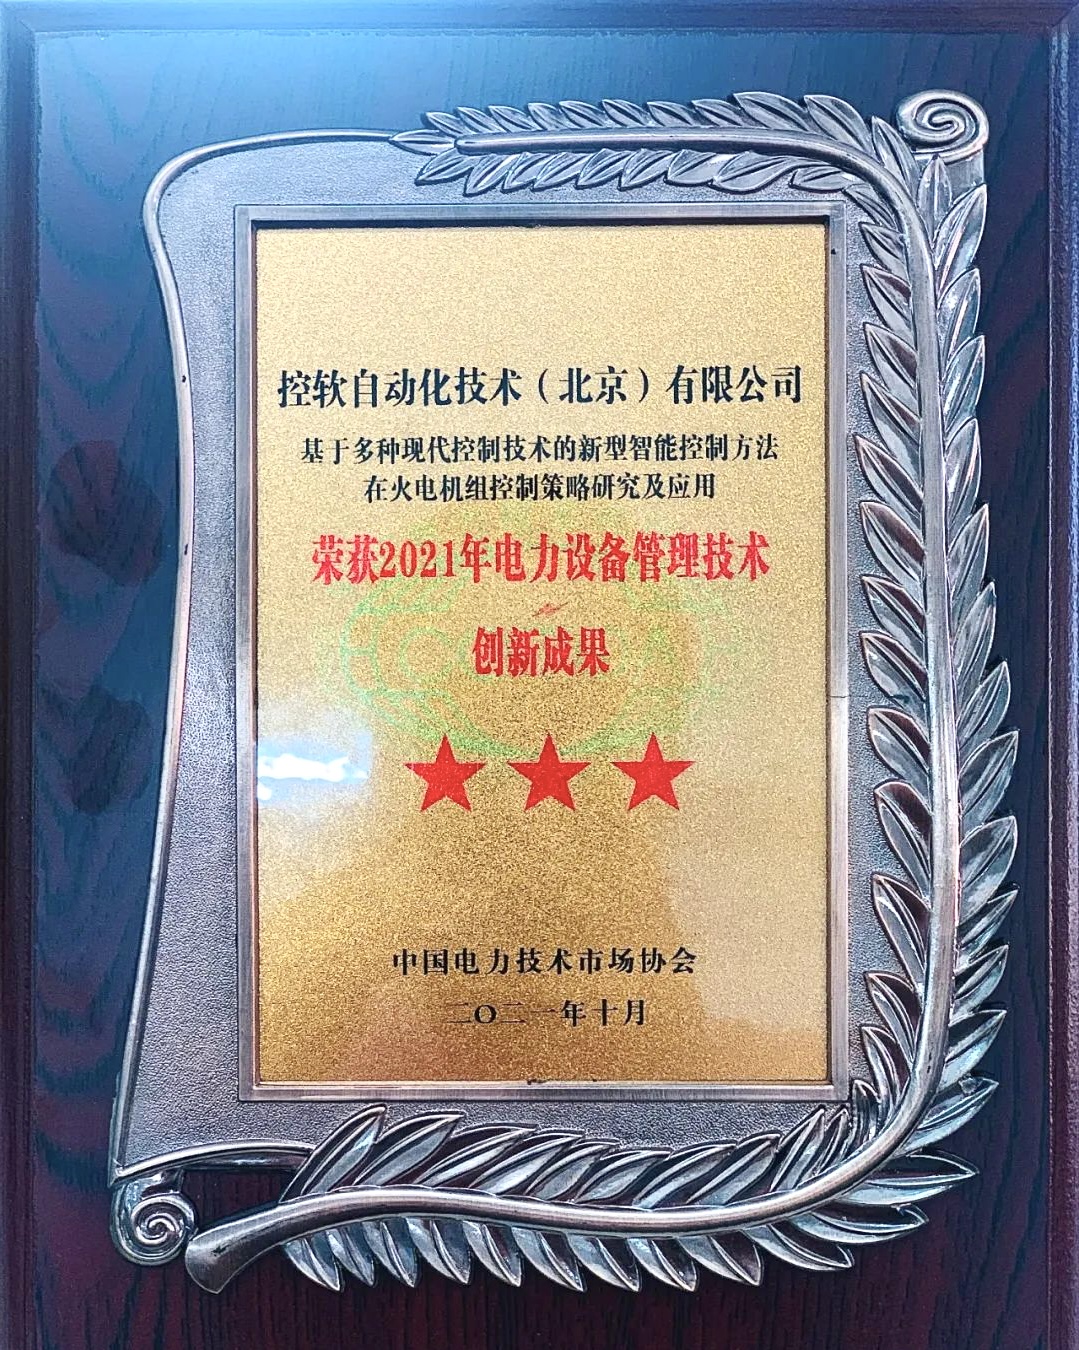 控软自动化技术（北京）有限公司
基于多种现代控制技术的新型智能控制方法
在火电机组控制策略研究及应用
荣获2021年电力设备管理技术
创新成果
中国电力技术市场协会
二〇二一年十月